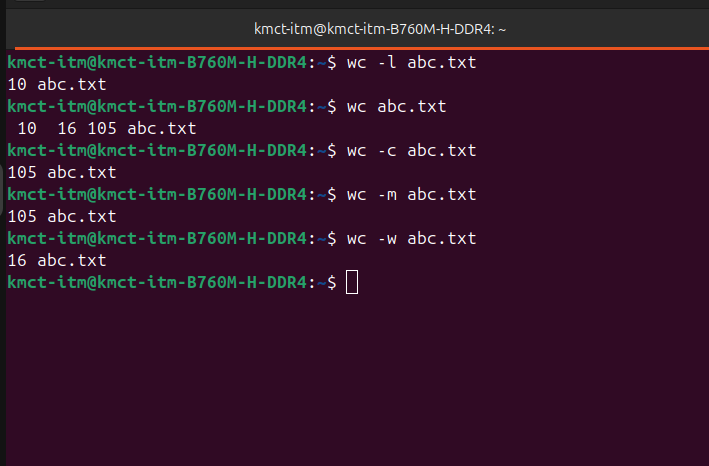 kmct-itm@kmct-itm-B760M-H-DDR4: ~
kmct-itm@kmct-itm-B760M-H-DDR4:~$ wc -l abc.txt
10 abc.txt
kmct-itm@kmct-itm-B760M-H-DDR4:~$ wc abc.txt
 10  16 105 abc.txt
kmct-itm@kmct-itm-B760M-H-DDR4:~$ wc -c abc.txt
105 abc.txt
kmct-itm@kmct-itm-B760M-H-DDR4:~$ wc -m abc.txt
105 abc.txt
kmct-itm@kmct-itm-B760M-H-DDR4:~$ wc -w abc.txt
16 abc.txt
kmct-itm@kmct-itm-B760M-H-DDR4:~$